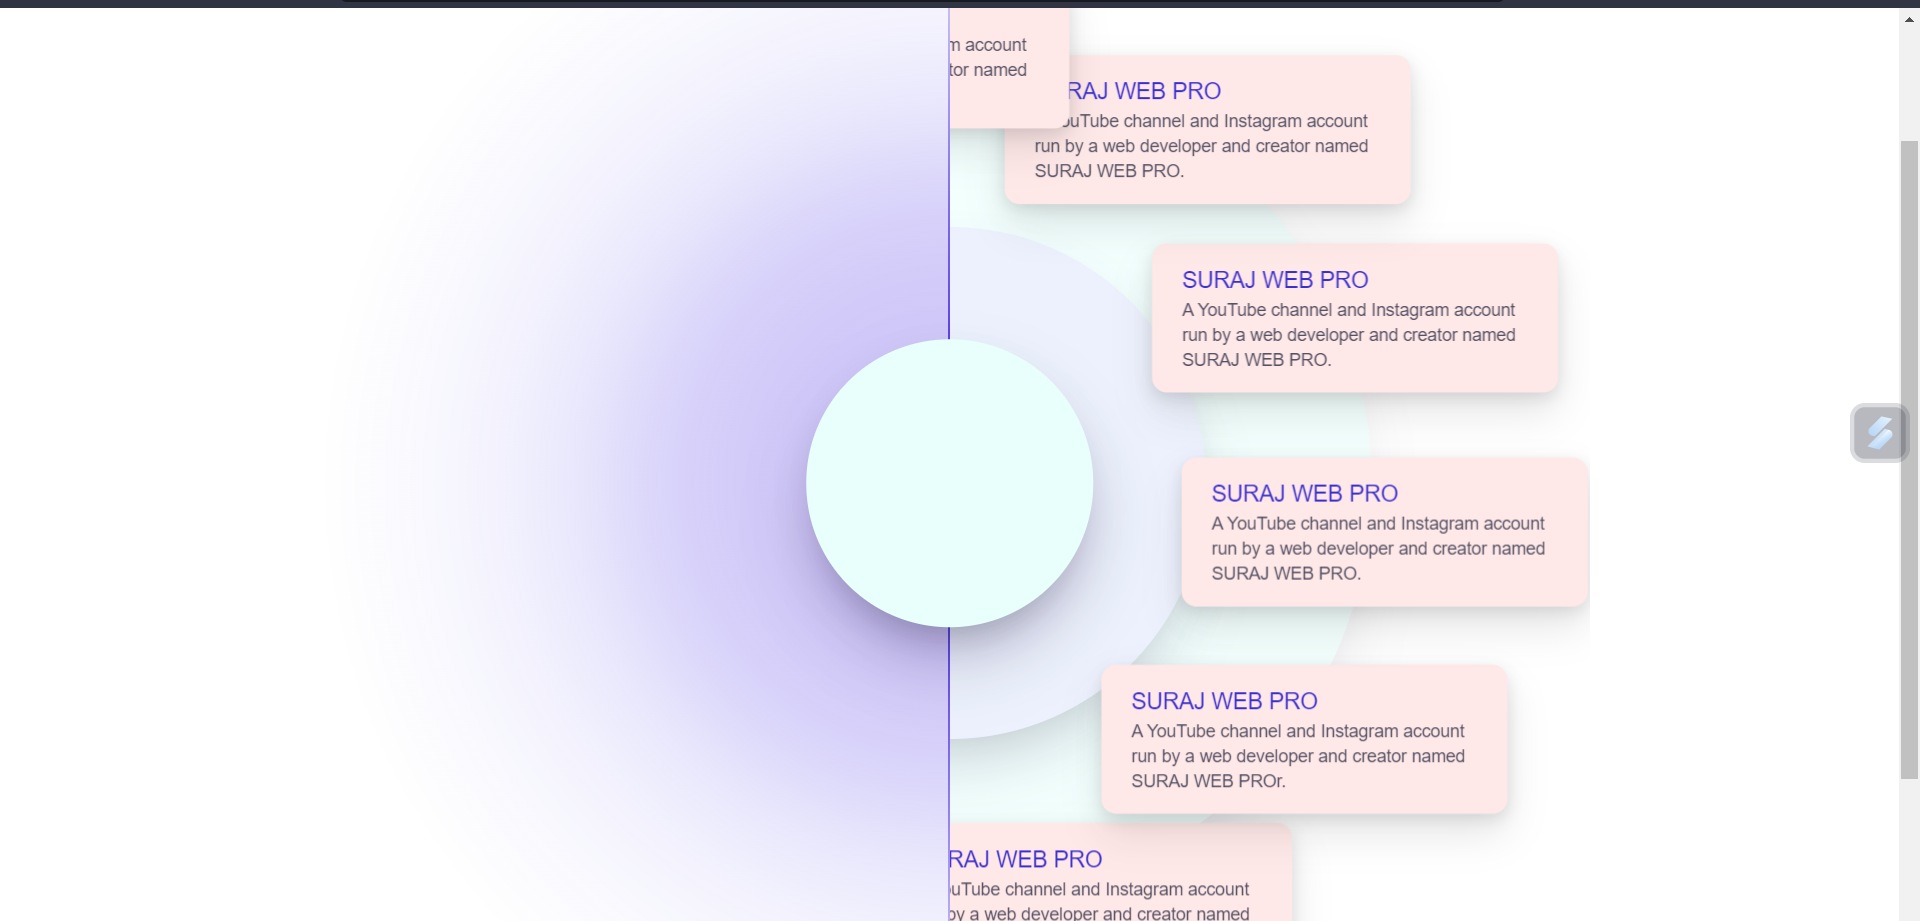 account
named
WEB PRO
channel and Instagram account
run by a web developer and creator named
SURAJ WEB PRO.
SURAJ WEB PRO
A YouTube channel and Instagram account
run by a web developer and creator named
SURAJ WEB PRO.
SURAJ WEB PRO
A YouTube channel and Instagram account
run by a web developer and creator named
SURAJ WEB PRO.
SURAJ WEB PRO
A YouTube channel and Instagram account
run by a web developer and creator named
SURAJ WEB PROr.
RAJ WEB PRO
uTube channel and Instagram account
by a web developer and creator named